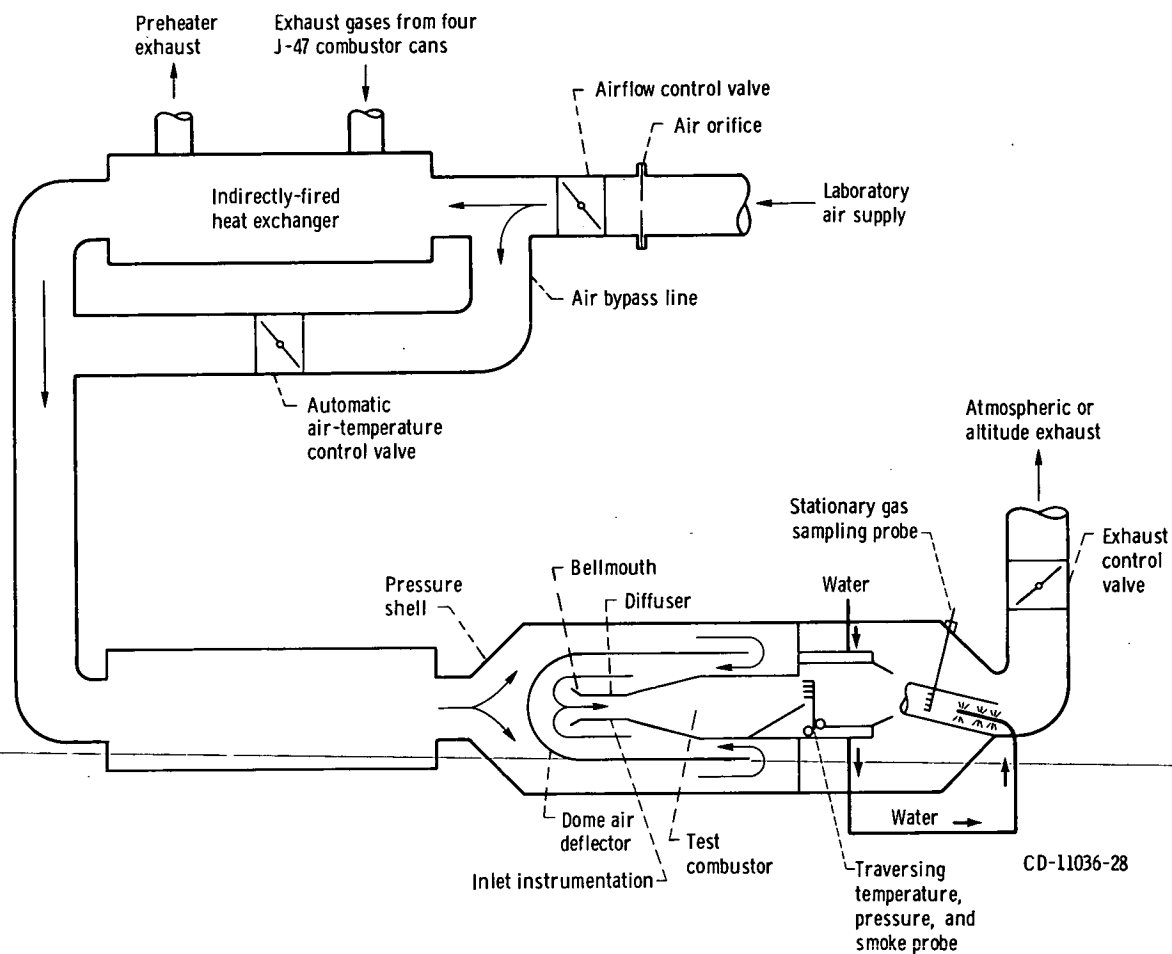 Preheater
exhaust
Exhaust gases from four
J-47 combustor cans
Airflow control valve
Air orifice
Indirectly-fired
heat exchanger
Laboratory
air supply
Air bypass line
Automatic
air-temperature
control valve
Atmospheric or
altitude exhaust
Stationary gas
sampling probe
Exhaust
control
valve
Pressure
shell
Bellmouth
Diffuser
Water
Dome air
deflector
Test
combustor
Inlet instrumentation
Water
Traversing
temperature,
pressure, and
smoke probe
CD-11036-28